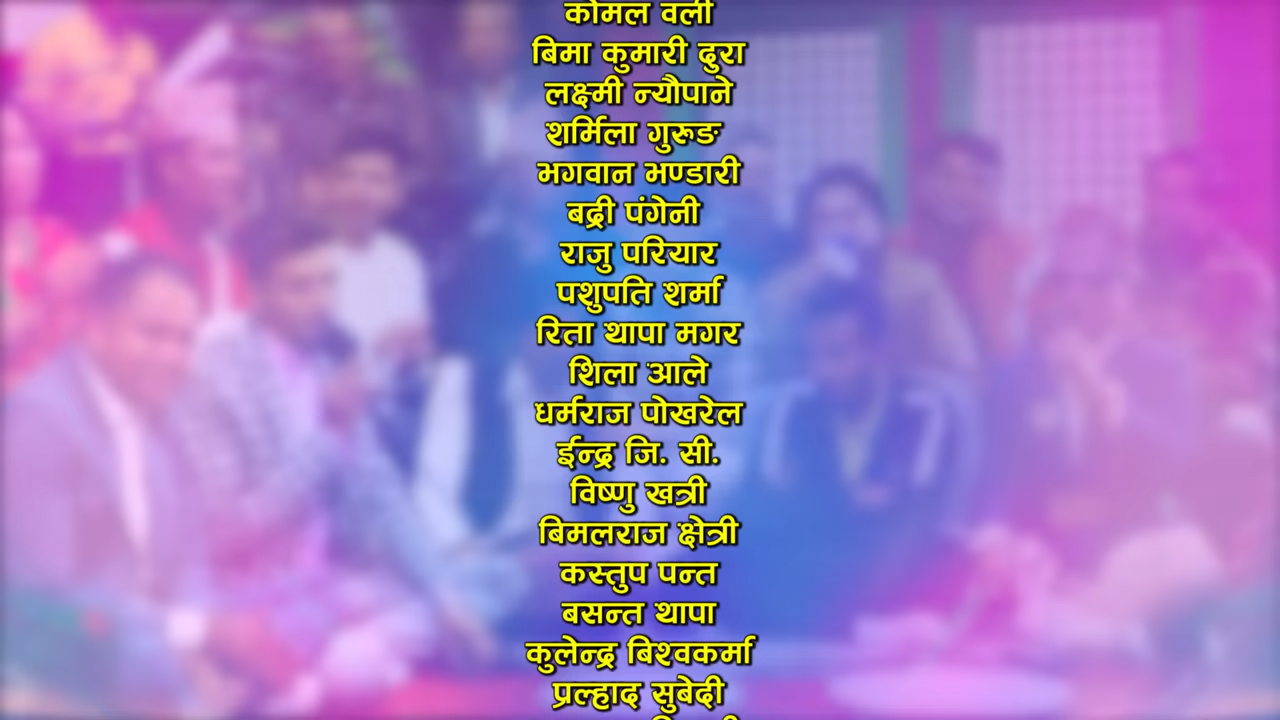 कोमल वली
बिमा कुमारी दुरा
लक्ष्मी न्यौपाने
शर्मिला गुरूङ
भगवान भण्डारी
बद्री पंगेनी
राजु परियार
पशुपति शर्मा
रिता थापा मगर
शिला आले
धर्मराज पोखरेल
ईन्द्र जि. सी.
विष्णु खत्री
बिमलराज क्षेत्री
कस्तुप पन्त
बसन्त थापा
कुलेन्द्र बिश्वकर्मा
प्रल्हाद सुबेदी